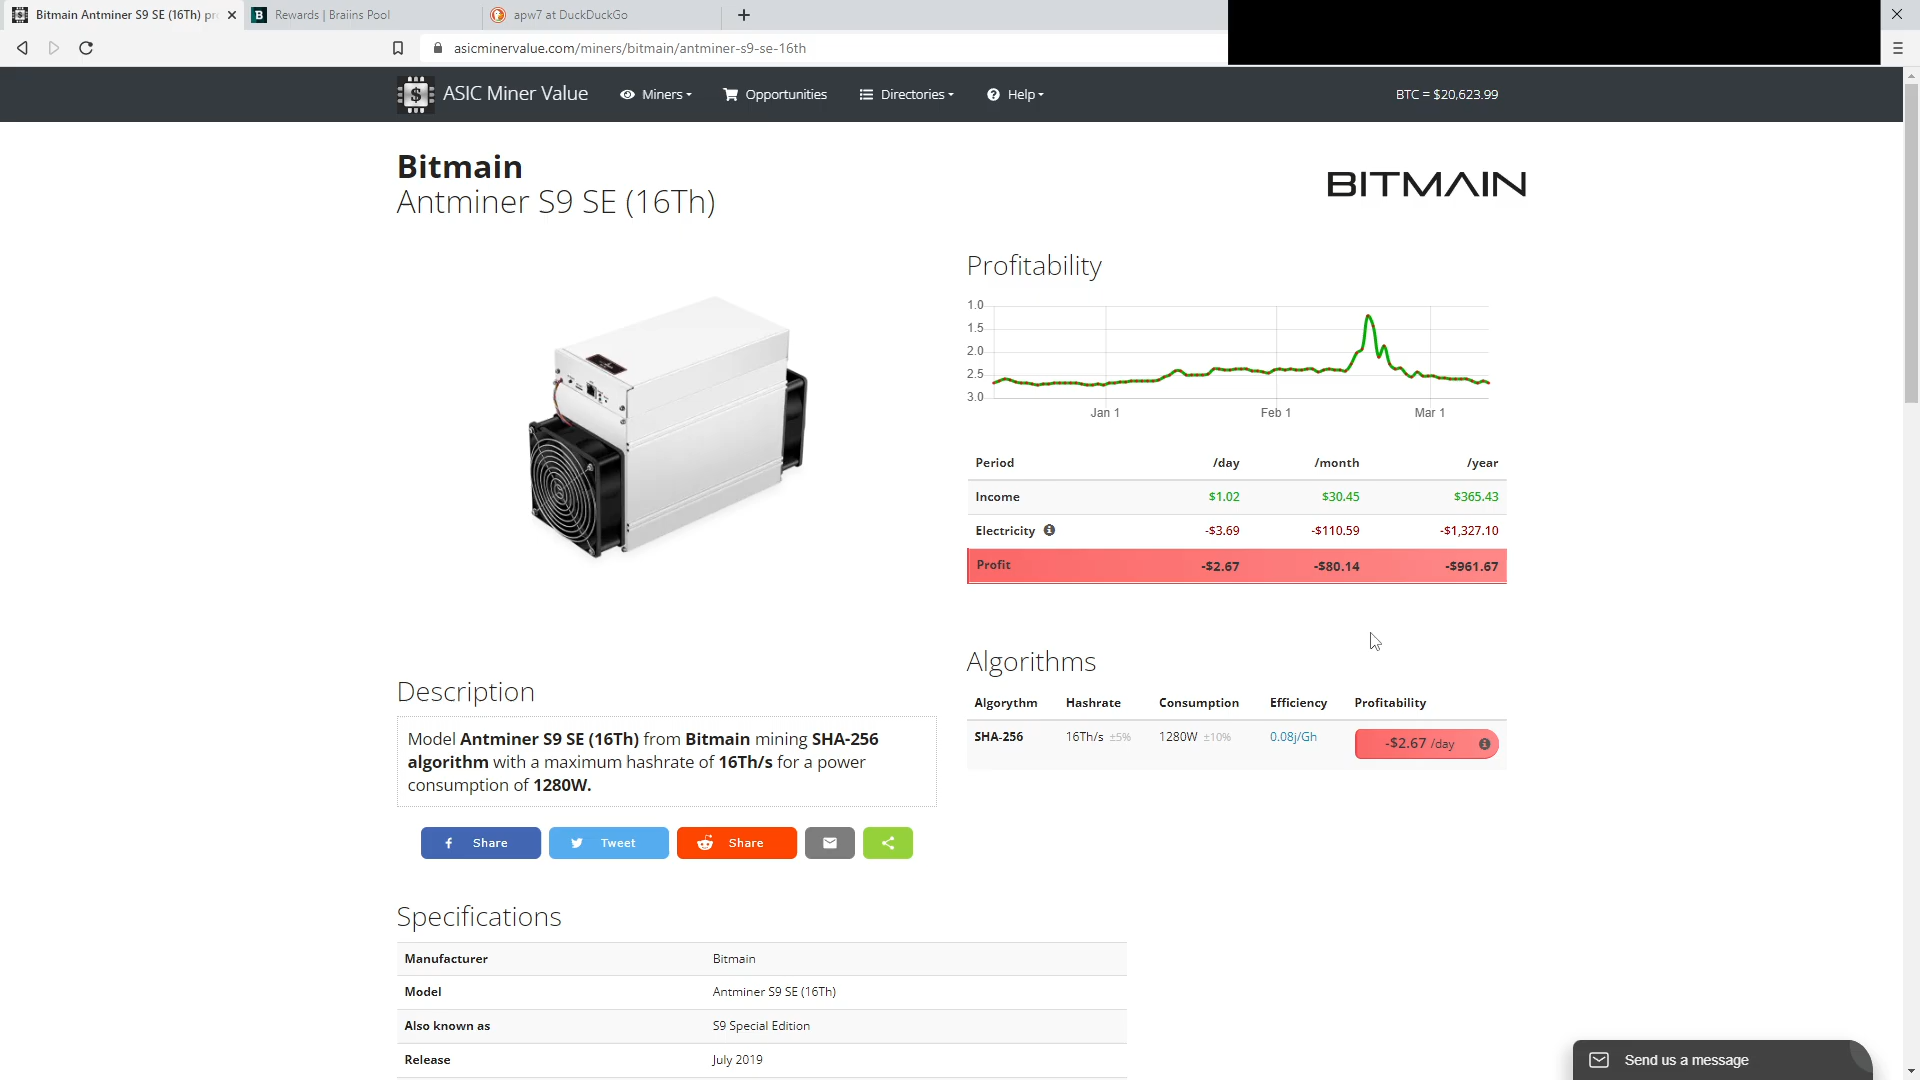 Bitmain Antminer S9 SE (16Th) pr
Rewards | Braiins Pool
apw7 at DuckDuckGo
asicminervalue.com/miners/bitmain/antminer-s9-se-16th
ASIC Miner Value
Miners
Opportunities
Directories
Help
BTC = $20,623.99
Bitmain
Antminer S9 SE (16Th)
BITMAIN
Profitability
1.0
1.5
2.0
2.5
3.0
Jan 1 Feb 1 Mar 1
Period /day /month /year
Income $1.02 $30.45 $365.43
Electricity -$3.69 -$110.59 -$1,327.10
Profit -$2.67 -$80.14 -$961.67
Algorithms
Algorythm Hashrate Consumption Efficiency Profitability
SHA-256 16Th/s ±5% 1280W ±10% 0.08j/Gh -$2.67 /day
Description
Model Antminer S9 SE (16Th) from Bitmain mining SHA-256
algorithm with a maximum hashrate of 16Th/s for a power
consumption of 1280W.
Share
Tweet
Share
Specifications
Manufacturer Bitmain
Model Antminer S9 SE (16Th)
Also known as S9 Special Edition
Release July 2019
Send us a message